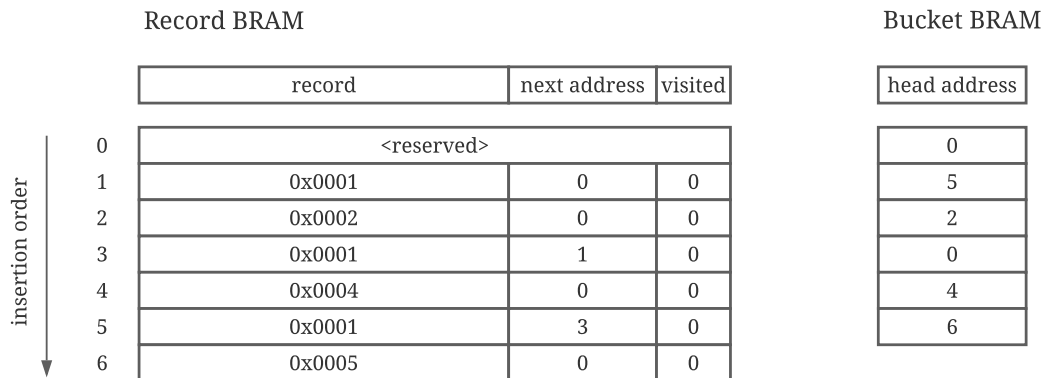 Record BRAM Bucket BRAM
record next address visited head address
0 <reserved> 0
1 0x0001 0 0 5
2 0x0002 0 0 2
3 0x0001 1 0 0
4 0x0004 0 0 4
5 0x0001 3 0 6
6 0x0005 0 0
insertion order